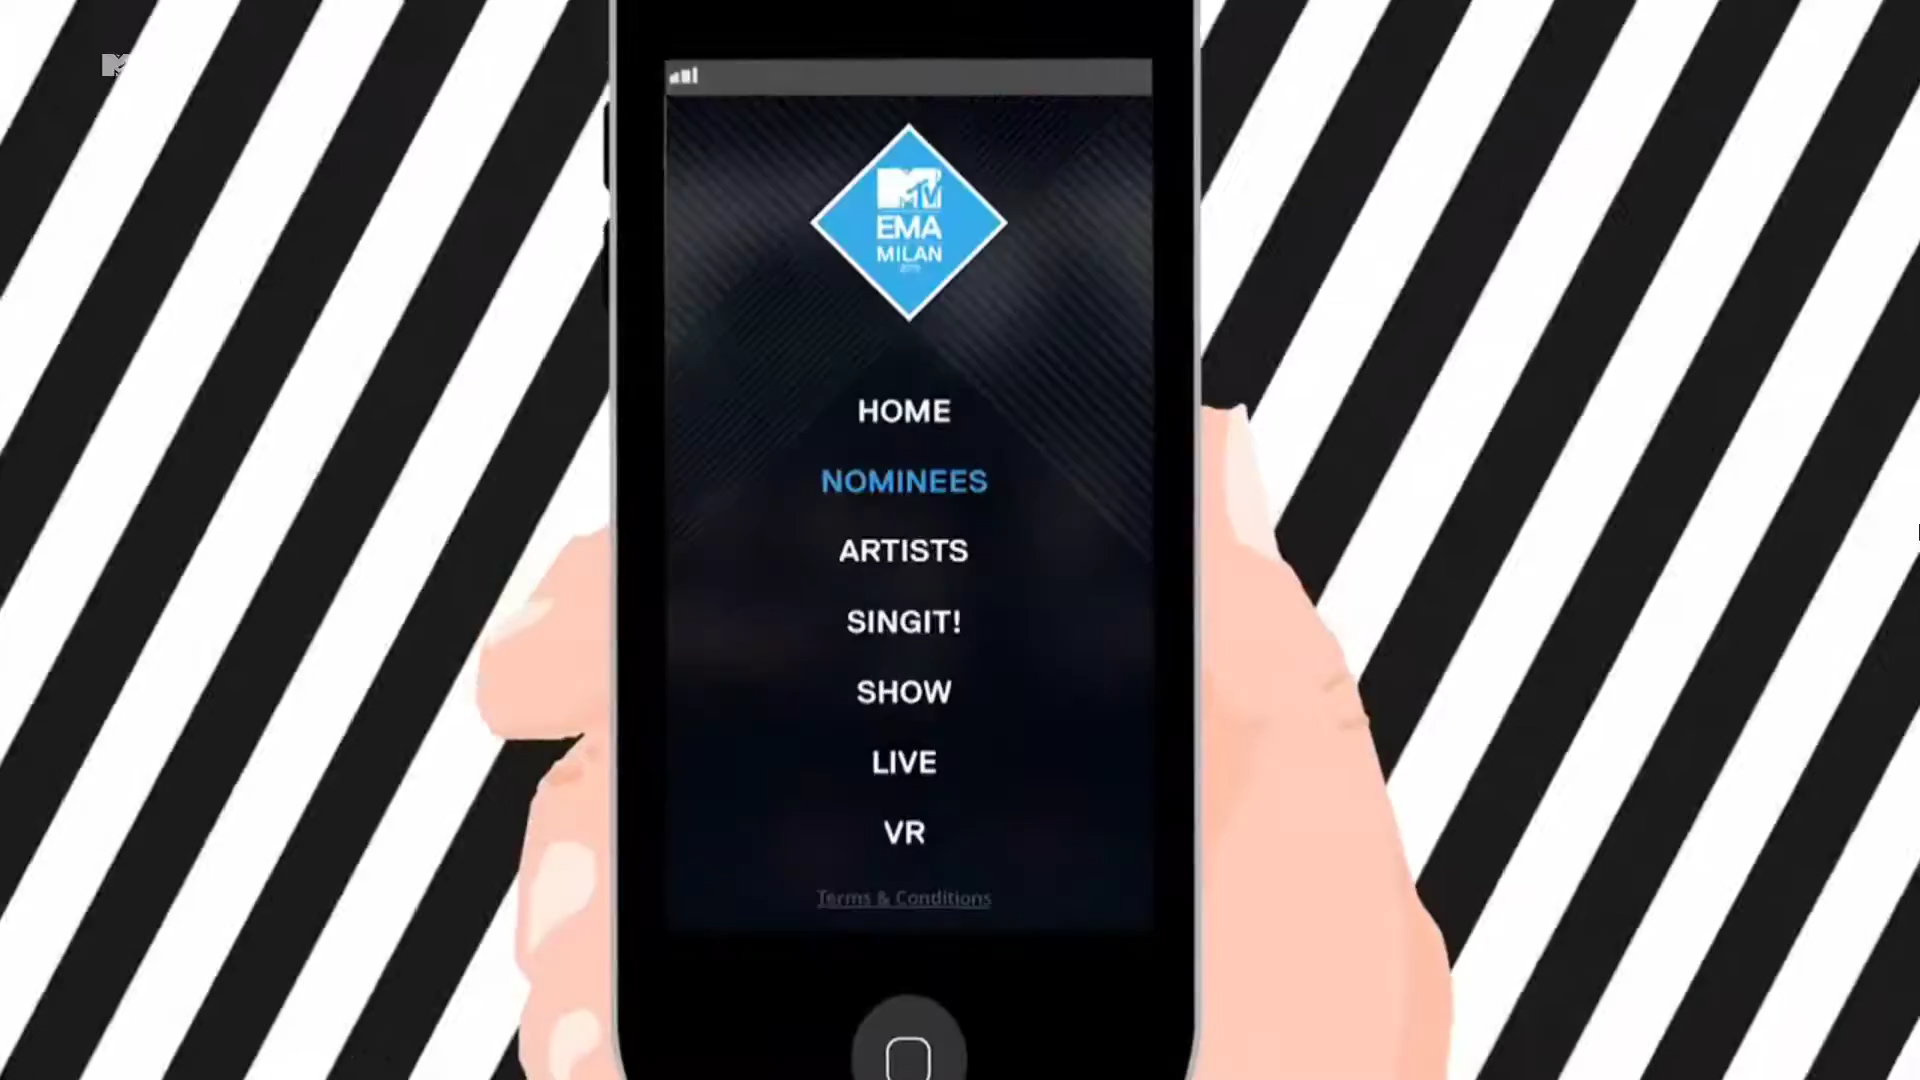 MTV
EMA
MILAN
HOME
NOMINEES
ARTISTS
SINGIT!
SHOW
LIVE
VR
Terms & Conditions